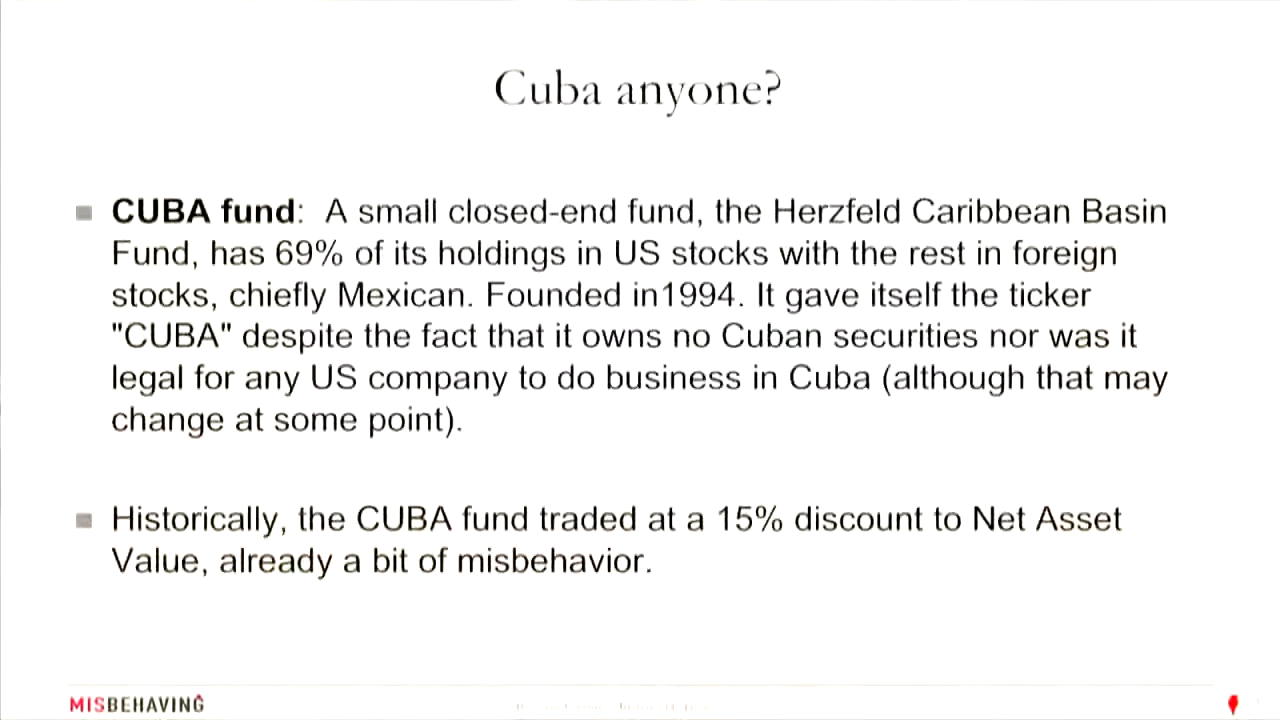 Cuba anyone?
CUBA fund: A small closed-end fund, the Herzfeld Caribbean Basin
Fund, has 69% of its holdings in US stocks with the rest in foreign
stocks, chiefly Mexican. Founded in1994. It gave itself the ticker
"CUBA" despite the fact that it owns no Cuban securities nor was it
legal for any US company to do business in Cuba (although that may
change at some point).
Historically, the CUBA fund traded at a 15% discount to Net Asset
Value, already a bit of misbehavior.
MISBEHAVING